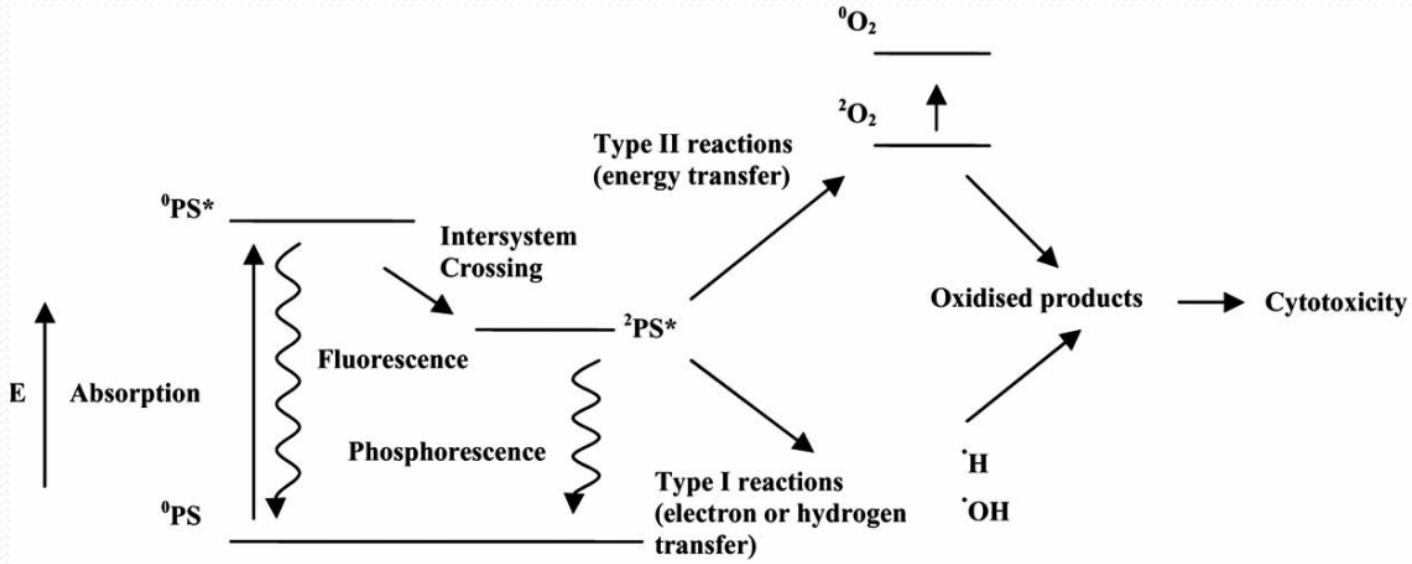 ⁰O₂
²O₂
Type II reactions
(energy transfer)
⁰PS*
Intersystem
Crossing
Oxidised products
Cytotoxicity
²PS*
Fluorescence
E
Absorption
Phosphorescence
⁰PS
Type I reactions
(electron or hydrogen
transfer)
˙H
˙OH